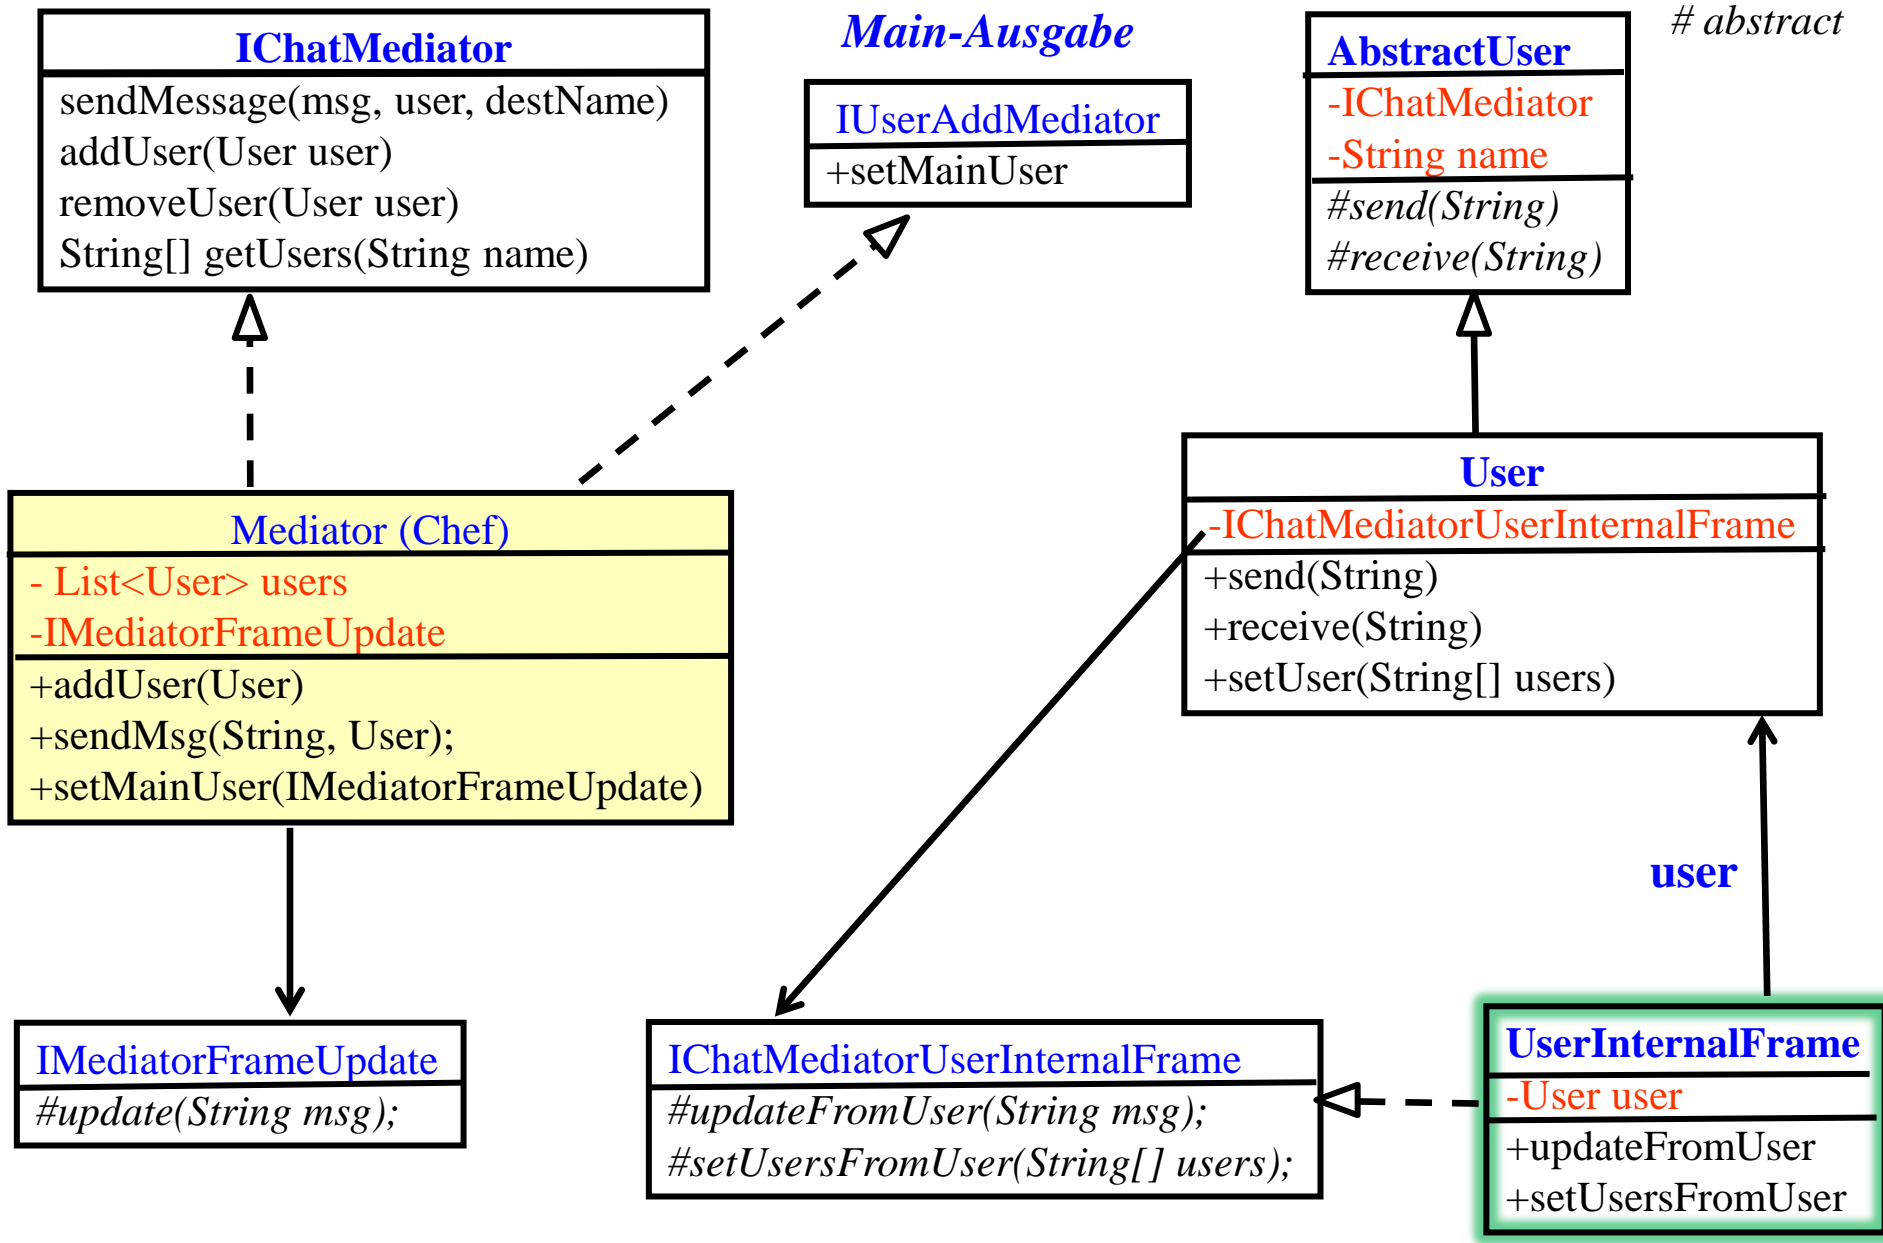 IChatMediator
sendMessage(msg, user, destName)
addUser(User user)
removeUser(User user)
String[] getUsers(String name)
Main-Ausgabe
IUserAddMediator
+setMainUser
# abstract
AbstractUser
-IChatMediator
-String name
#send(String)
#receive(String)
Mediator (Chef)
- List<User> users
-IMediatorFrameUpdate
+addUser(User)
+sendMsg(String, User);
+setMainUser(IMediatorFrameUpdate)
User
-IChatMediatorUserInternalFrame
+send(String)
+receive(String)
+setUser(String[] users)
user
IMediatorFrameUpdate
#update(String msg);
IChatMediatorUserInternalFrame
#updateFromUser(String msg);
#setUsersFromUser(String[] users);
UserInternalFrame
-User user
+updateFromUser
+setUsersFromUser